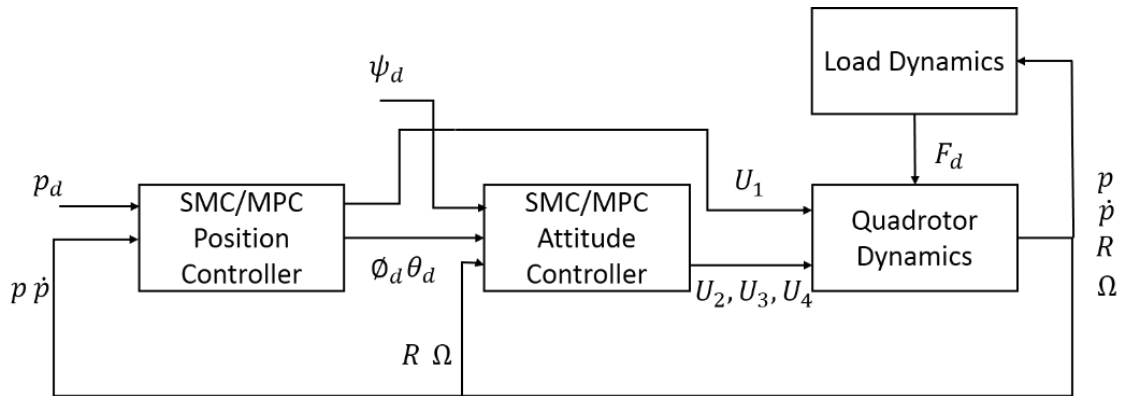 Load Dynamics
ψ_d
F_d
p_d
SMC/MPC
Position
Controller
SMC/MPC
Attitude
Controller
U_1
Quadrotor
Dynamics
p
ṗ
R
Ω
∅_d θ_d
p ṗ
U_2, U_3, U_4
R Ω